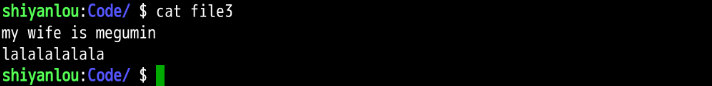 shiyanlou:Code/ $ cat file3
my wife is megumin
lalalalalala
shiyanlou:Code/ $